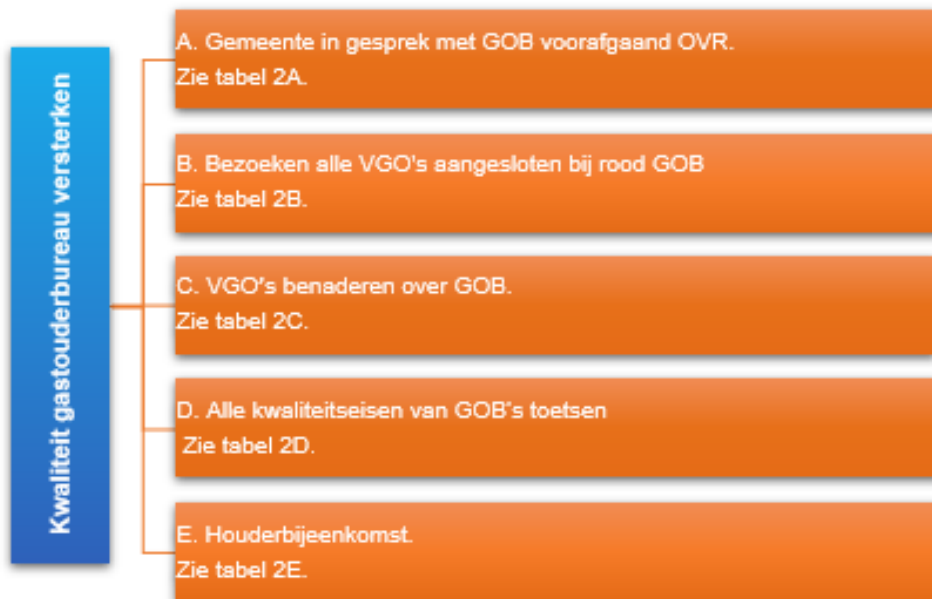 Kwaliteit gastouderbureau versterken
A. Gemeente in gesprek met GOB voorafgaand OVR.
Zie tabel 2A.
B. Bezoeken alle VGO's aangesloten bij rood GOB
Zie tabel 2B.
C. VGO's benaderen over GOB.
Zie tabel 2C.
D. Alle kwaliteitseisen van GOB's toetsen
Zie tabel 2D.
E. Houderbijeenkomst.
Zie tabel 2E.